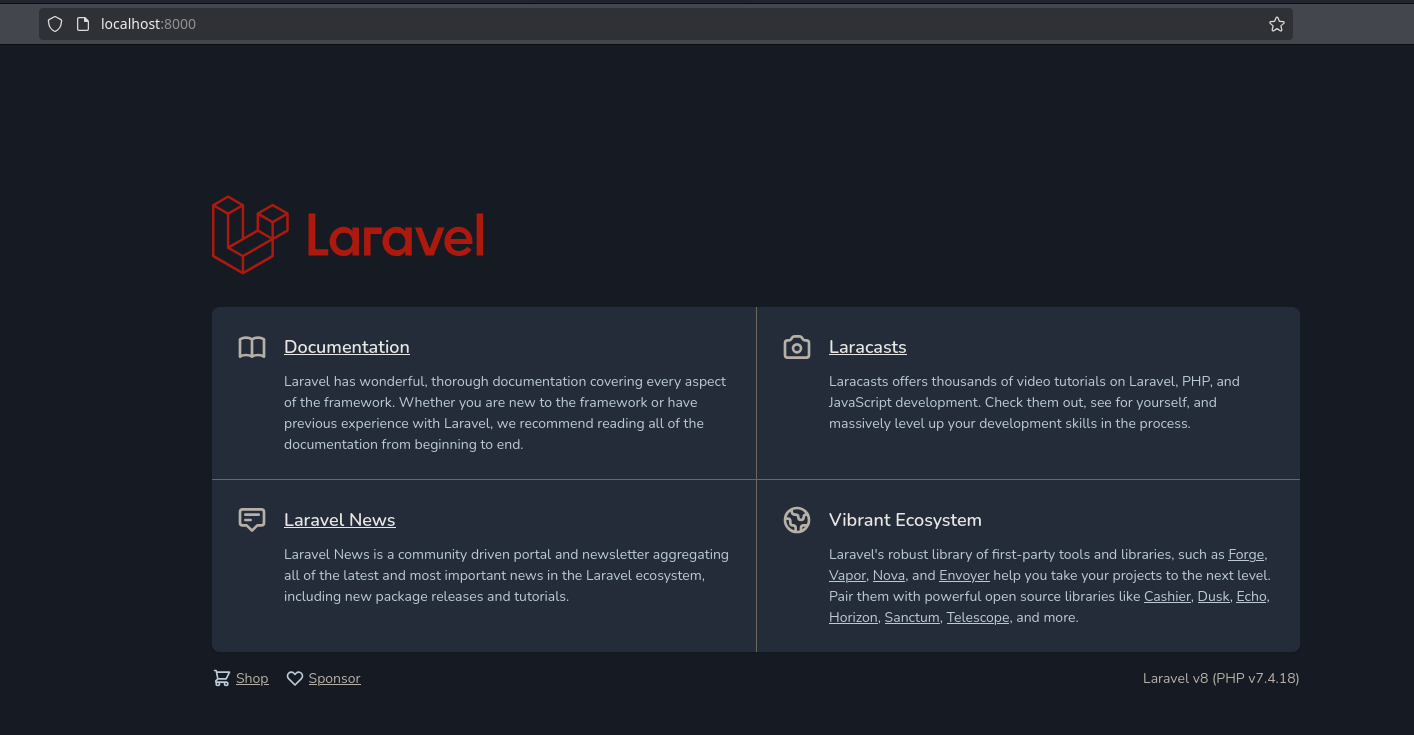 localhost:8000
Laravel
Documentation
Laravel has wonderful, thorough documentation covering every aspect
of the framework. Whether you are new to the framework or have
previous experience with Laravel, we recommend reading all of the
documentation from beginning to end.
Laracasts
Laracasts offers thousands of video tutorials on Laravel, PHP, and
JavaScript development. Check them out, see for yourself, and
massively level up your development skills in the process.
Laravel News
Laravel News is a community driven portal and newsletter aggregating
all of the latest and most important news in the Laravel ecosystem,
including new package releases and tutorials.
Vibrant Ecosystem
Laravel's robust library of first-party tools and libraries, such as Forge,
Vapor, Nova, and Envoyer help you take your projects to the next level.
Pair them with powerful open source libraries like Cashier, Dusk, Echo,
Horizon, Sanctum, Telescope, and more.
Shop
Sponsor
Laravel v8 (PHP v7.4.18)